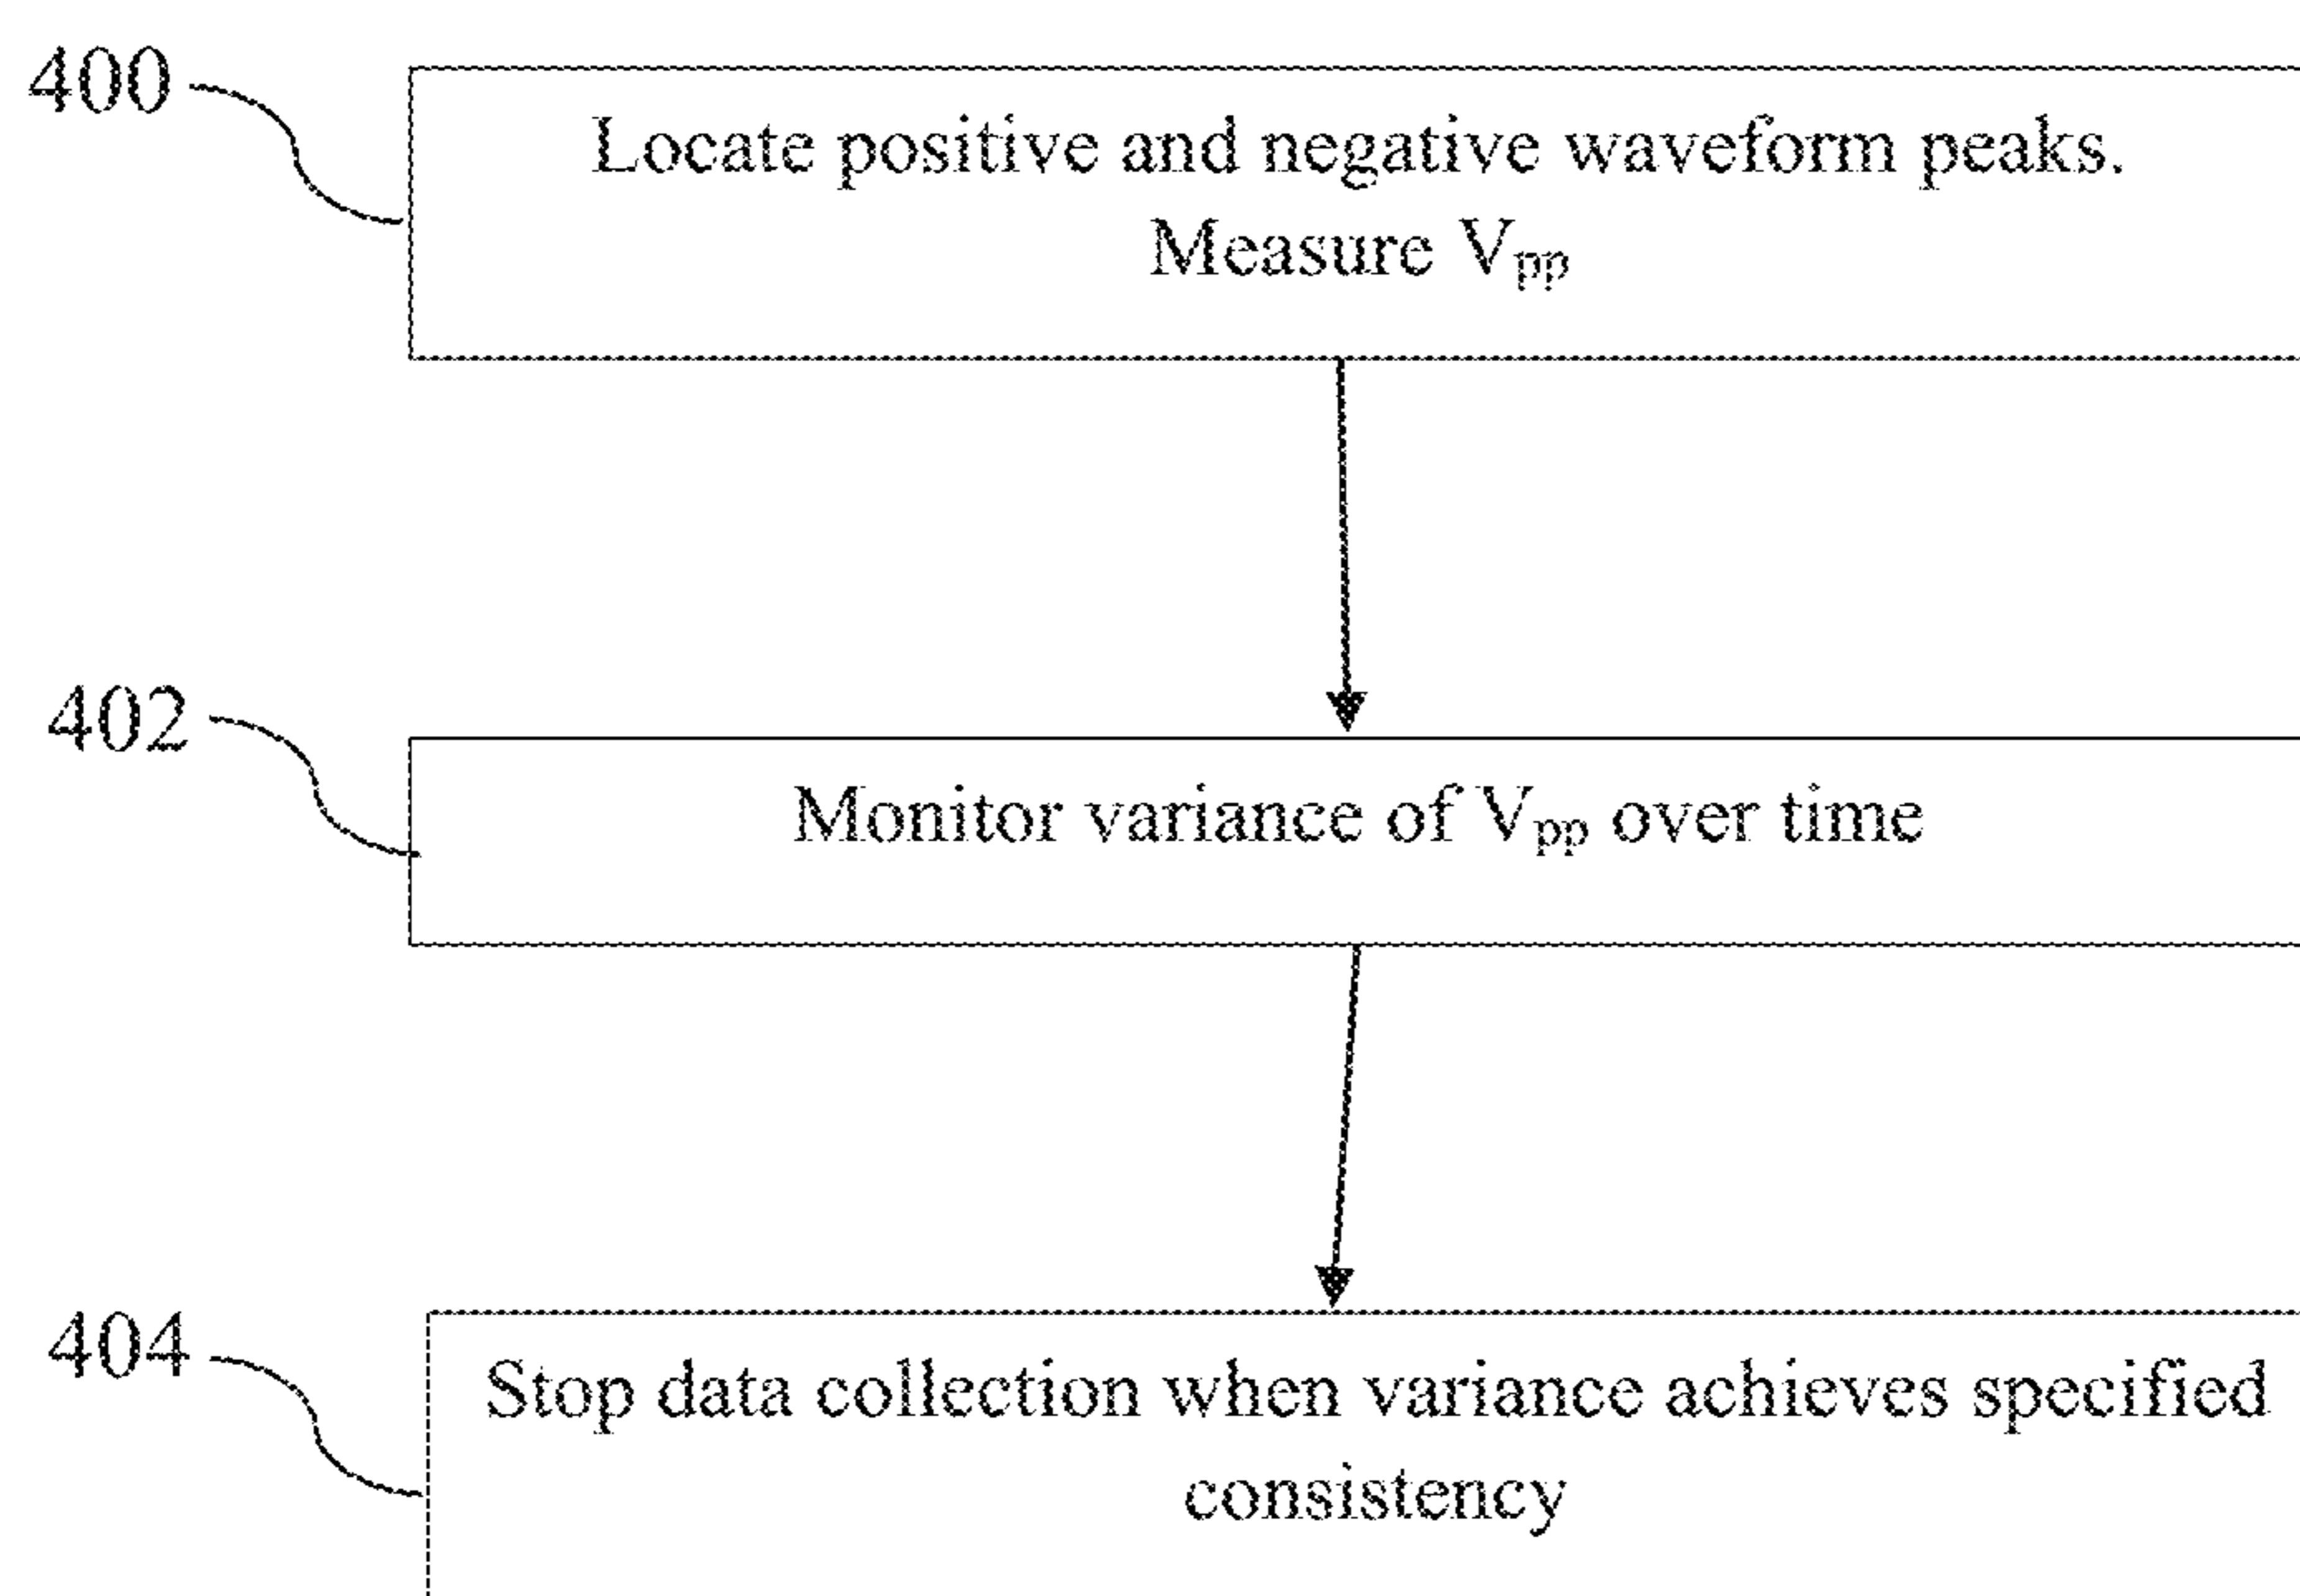 400
Locate positive and negative waveform peaks.
Measure Vpp
402
Monitor variance of Vpp over time
404
Stop data collection when variance achieves specified
consistency